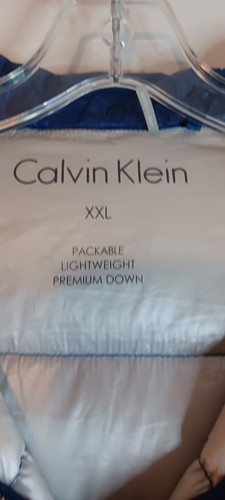 Calvin Klein
XXL
PACKABLE
LIGHTWEIGHT
PREMIUM DOWN